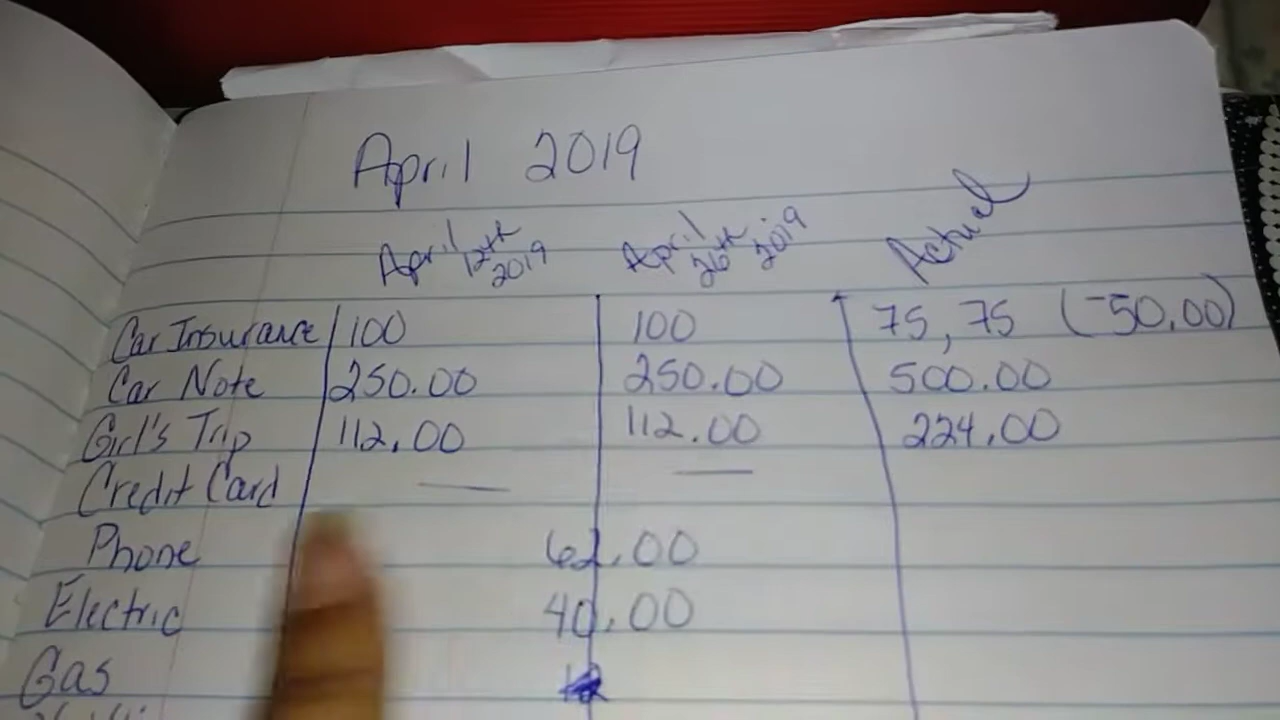 April 2019
April 12th 2019 April 26th 2019 Actual
Car Insurance 100 100 75, 75 (-50.00)
Car Note 250.00 250.00 500.00
Girl's Trip 112.00 112.00 224.00
Credit Card — —
Phone 62.00
Electric 40.00
Gas